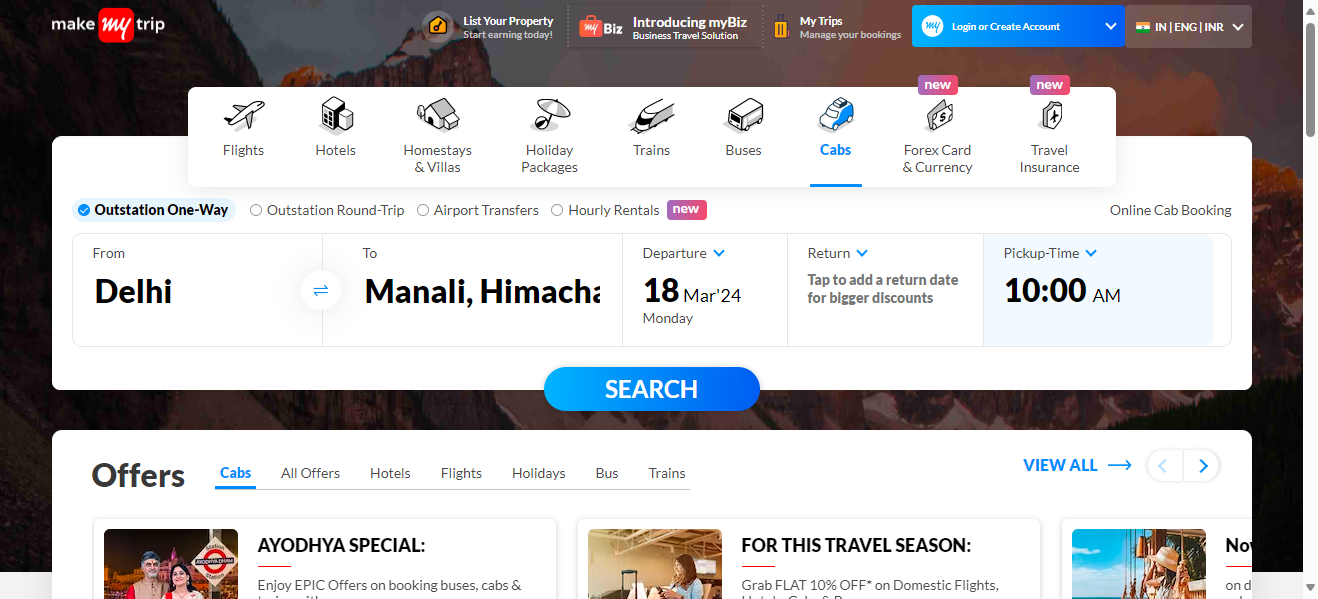 make my trip
List Your Property
Start earning today!
my Biz
Introducing myBiz
Business Travel Solution
My Trips
Manage your bookings
my
Login or Create Account
IN | ENG | INR
new
new
Flights
Hotels
Homestays
& Villas
Holiday
Packages
Trains
Buses
Cabs
Forex Card
& Currency
Travel
Insurance
Outstation One-Way
Outstation Round-Trip
Airport Transfers
Hourly Rentals
new
Online Cab Booking
From
Delhi
To
Manali, Himacha
Departure
18 Mar'24
Monday
Return
Tap to add a return date
for bigger discounts
Pickup-Time
10:00 AM
SEARCH
Offers
Cabs
All Offers
Hotels
Flights
Holidays
Bus
Trains
VIEW ALL
Station
AYODHYA DHAM
Station
AYODHYA SPECIAL:
Enjoy EPIC Offers on booking buses, cabs &
FOR THIS TRAVEL SEASON:
Grab FLAT 10% OFF* on Domestic Flights,